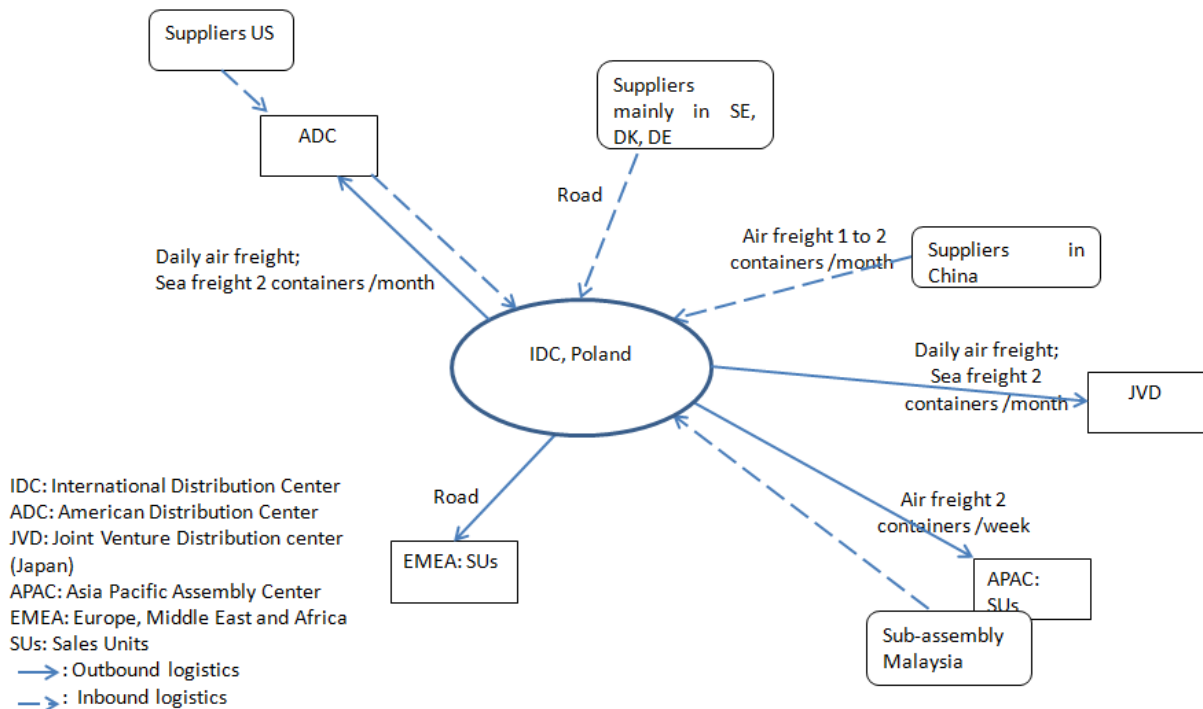 Suppliers US
ADC
Suppliers
mainly in SE,
DK, DE
Road
Daily air freight;
Sea freight 2 containers /month
Air freight 1 to 2
containers /month
Suppliers in
China
IDC, Poland
Daily air freight;
Sea freight 2
containers /month
JVD
Road
EMEA: SUs
Air freight 2
containers /week
APAC:
SUs
Sub-assembly
Malaysia
IDC: International Distribution Center
ADC: American Distribution Center
JVD: Joint Venture Distribution center
(Japan)
APAC: Asia Pacific Assembly Center
EMEA: Europe, Middle East and Africa
SUs: Sales Units
: Outbound logistics
: Inbound logistics